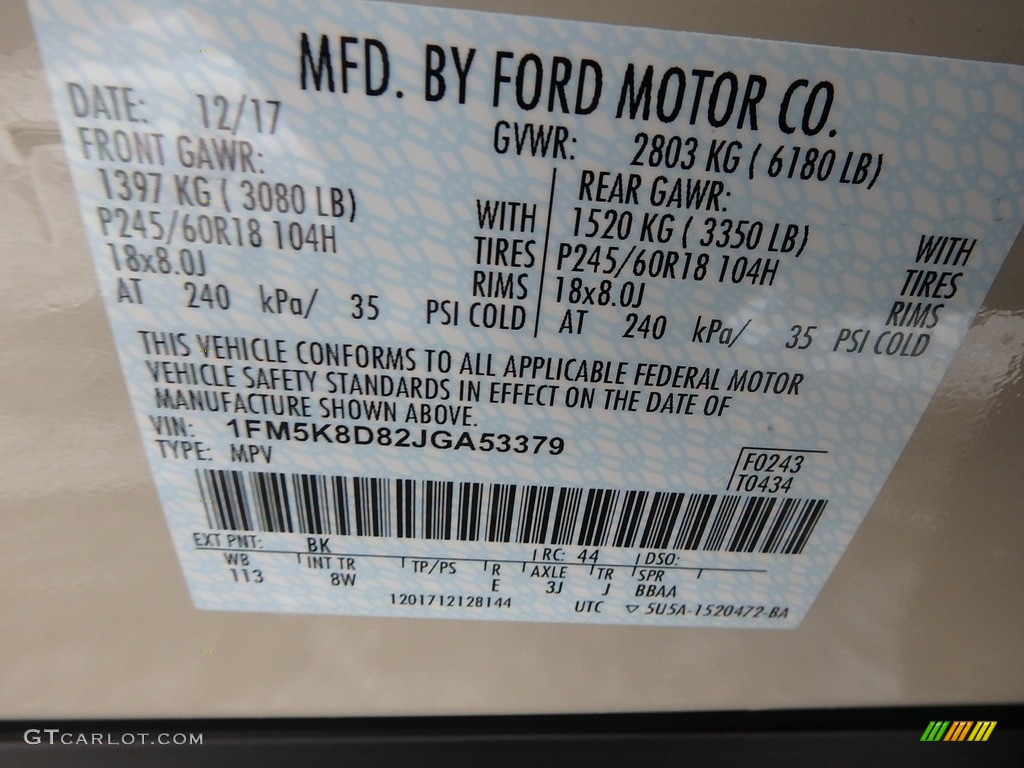 MFD. BY FORD MOTOR CO.
DATE: 12/17 GVWR: 2803 KG ( 6180 LB)
FRONT GAWR: REAR GAWR:
1397 KG ( 3080 LB) WITH 1520 KG ( 3350 LB) WITH
P245/60R18 104H TIRES P245/60R18 104H TIRES
18x8.0J RIMS 18x8.0J RIMS
AT 240 kPa/ 35 PSI COLD AT 240 kPa/ 35 PSI COLD
THIS VEHICLE CONFORMS TO ALL APPLICABLE FEDERAL MOTOR
VEHICLE SAFETY STANDARDS IN EFFECT ON THE DATE OF
MANUFACTURE SHOWN ABOVE.
VIN: 1FM5K8D82JGA53379
TYPE: MPV F0243
T0434
EXT PNT: BK RC: 44 DSO:
WB INT TR TP/PS R AXLE TR SPR
113 8W E 3J J BBAA
1201712128144 UTC ▽ 5U5A-1520472-BA
GTCARLOT.COM